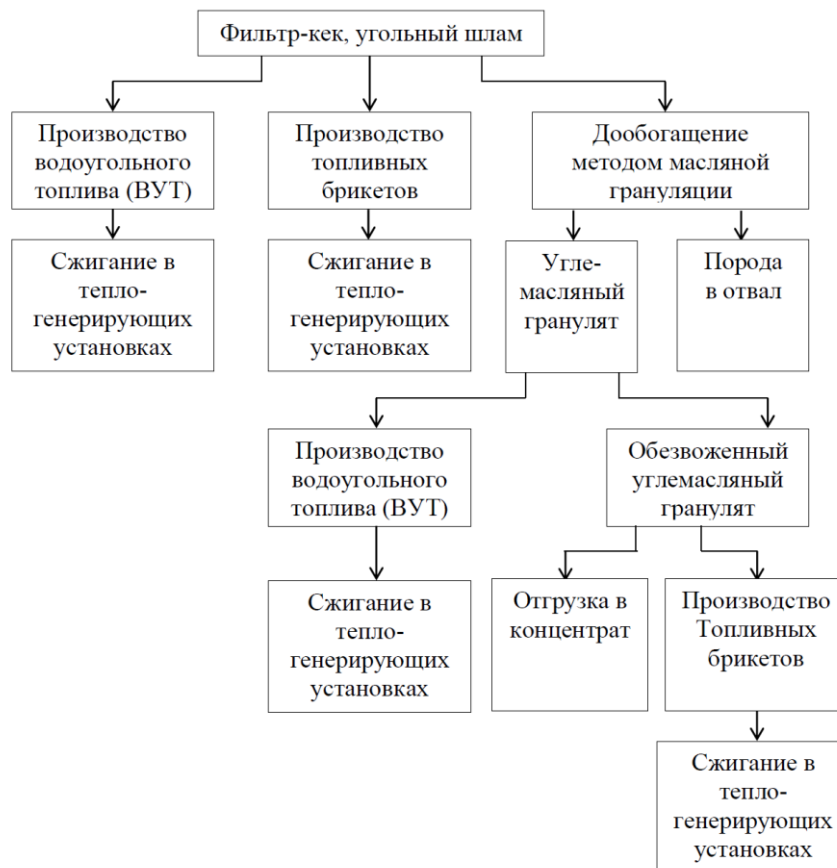 Фильтр-кек, угольный шлам
Производство
водоугольного
топлива (ВУТ)
Производство
топливных
брикетов
Дообогащение
методом масляной
грануляции
Сжигание в
тепло-
генерирующих
установках
Сжигание в
тепло-
генерирующих
установках
Угле-
масляный
гранулят
Порода
в отвал
Производство
водоугольного
топлива (ВУТ)
Обезвоженный
углемасляный
гранулят
Сжигание в
тепло-
генерирующих
установках
Отгрузка в
концентрат
Производство
Топливных
брикетов
Сжигание в
тепло-
генерирующих
установках